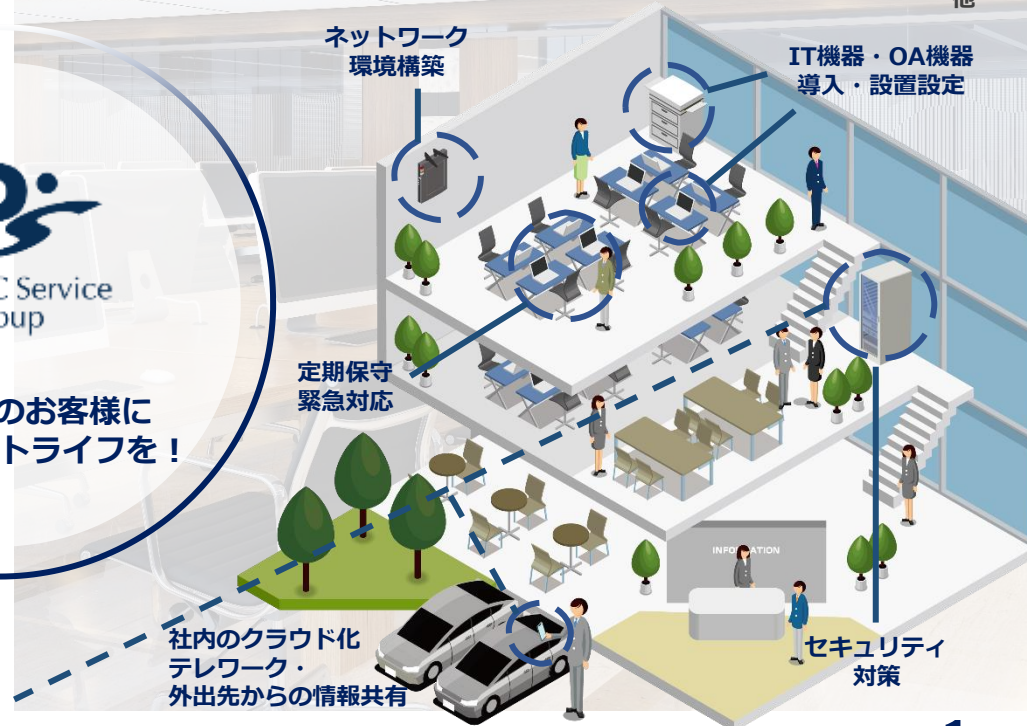 他
ネットワーク
環境構築
IT機器・OA機器
導入・設置設定
C Service
oup
定期保守
緊急対応
のお客様に
トライフを！
INFORMATION
社内のクラウド化
テレワーク・
外出先からの情報共有
セキュリティ
対策